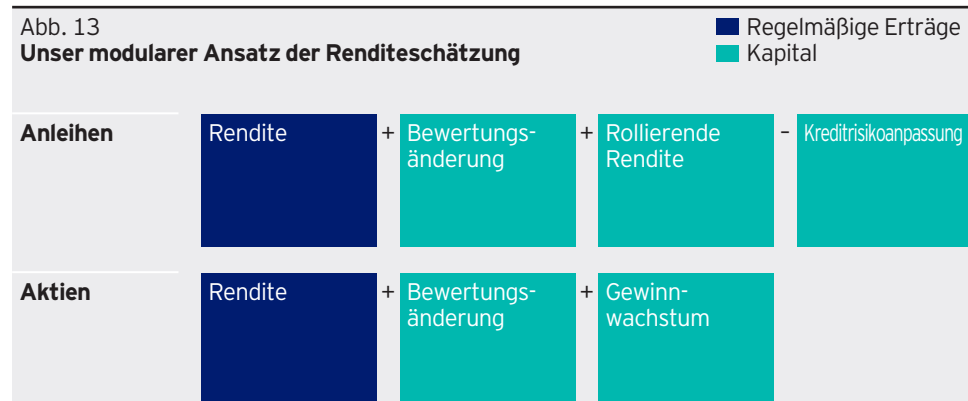 Abb. 13
Unser modularer Ansatz der Renditeschätzung
Regelmäßige Erträge
Kapital
Anleihen
Rendite
+ Bewertungs-
änderung
+ Rollierende
Rendite
- Kreditrisikoanpassung
Aktien
Rendite
+ Bewertungs-
änderung
+ Gewinn-
wachstum